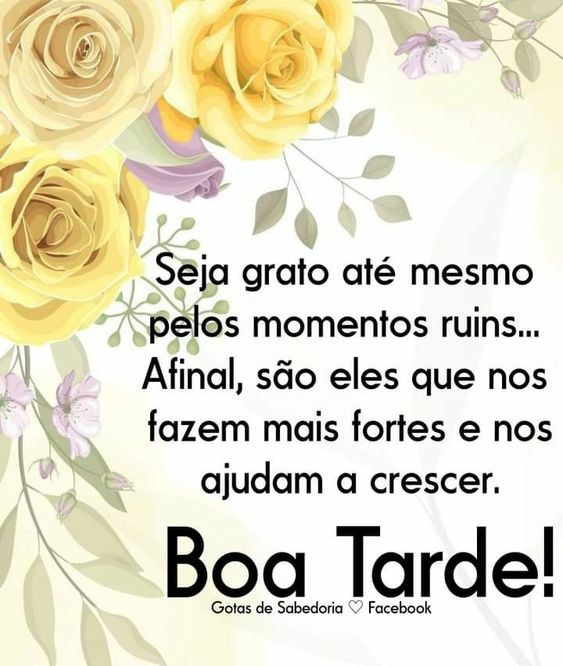 Seja grato até mesmo
pelos momentos ruins...
Afinal, são eles que nos
fazem mais fortes e nos
ajudam a crescer.
Boa Tarde!
Gotas de Sabedoria ♡ Facebook